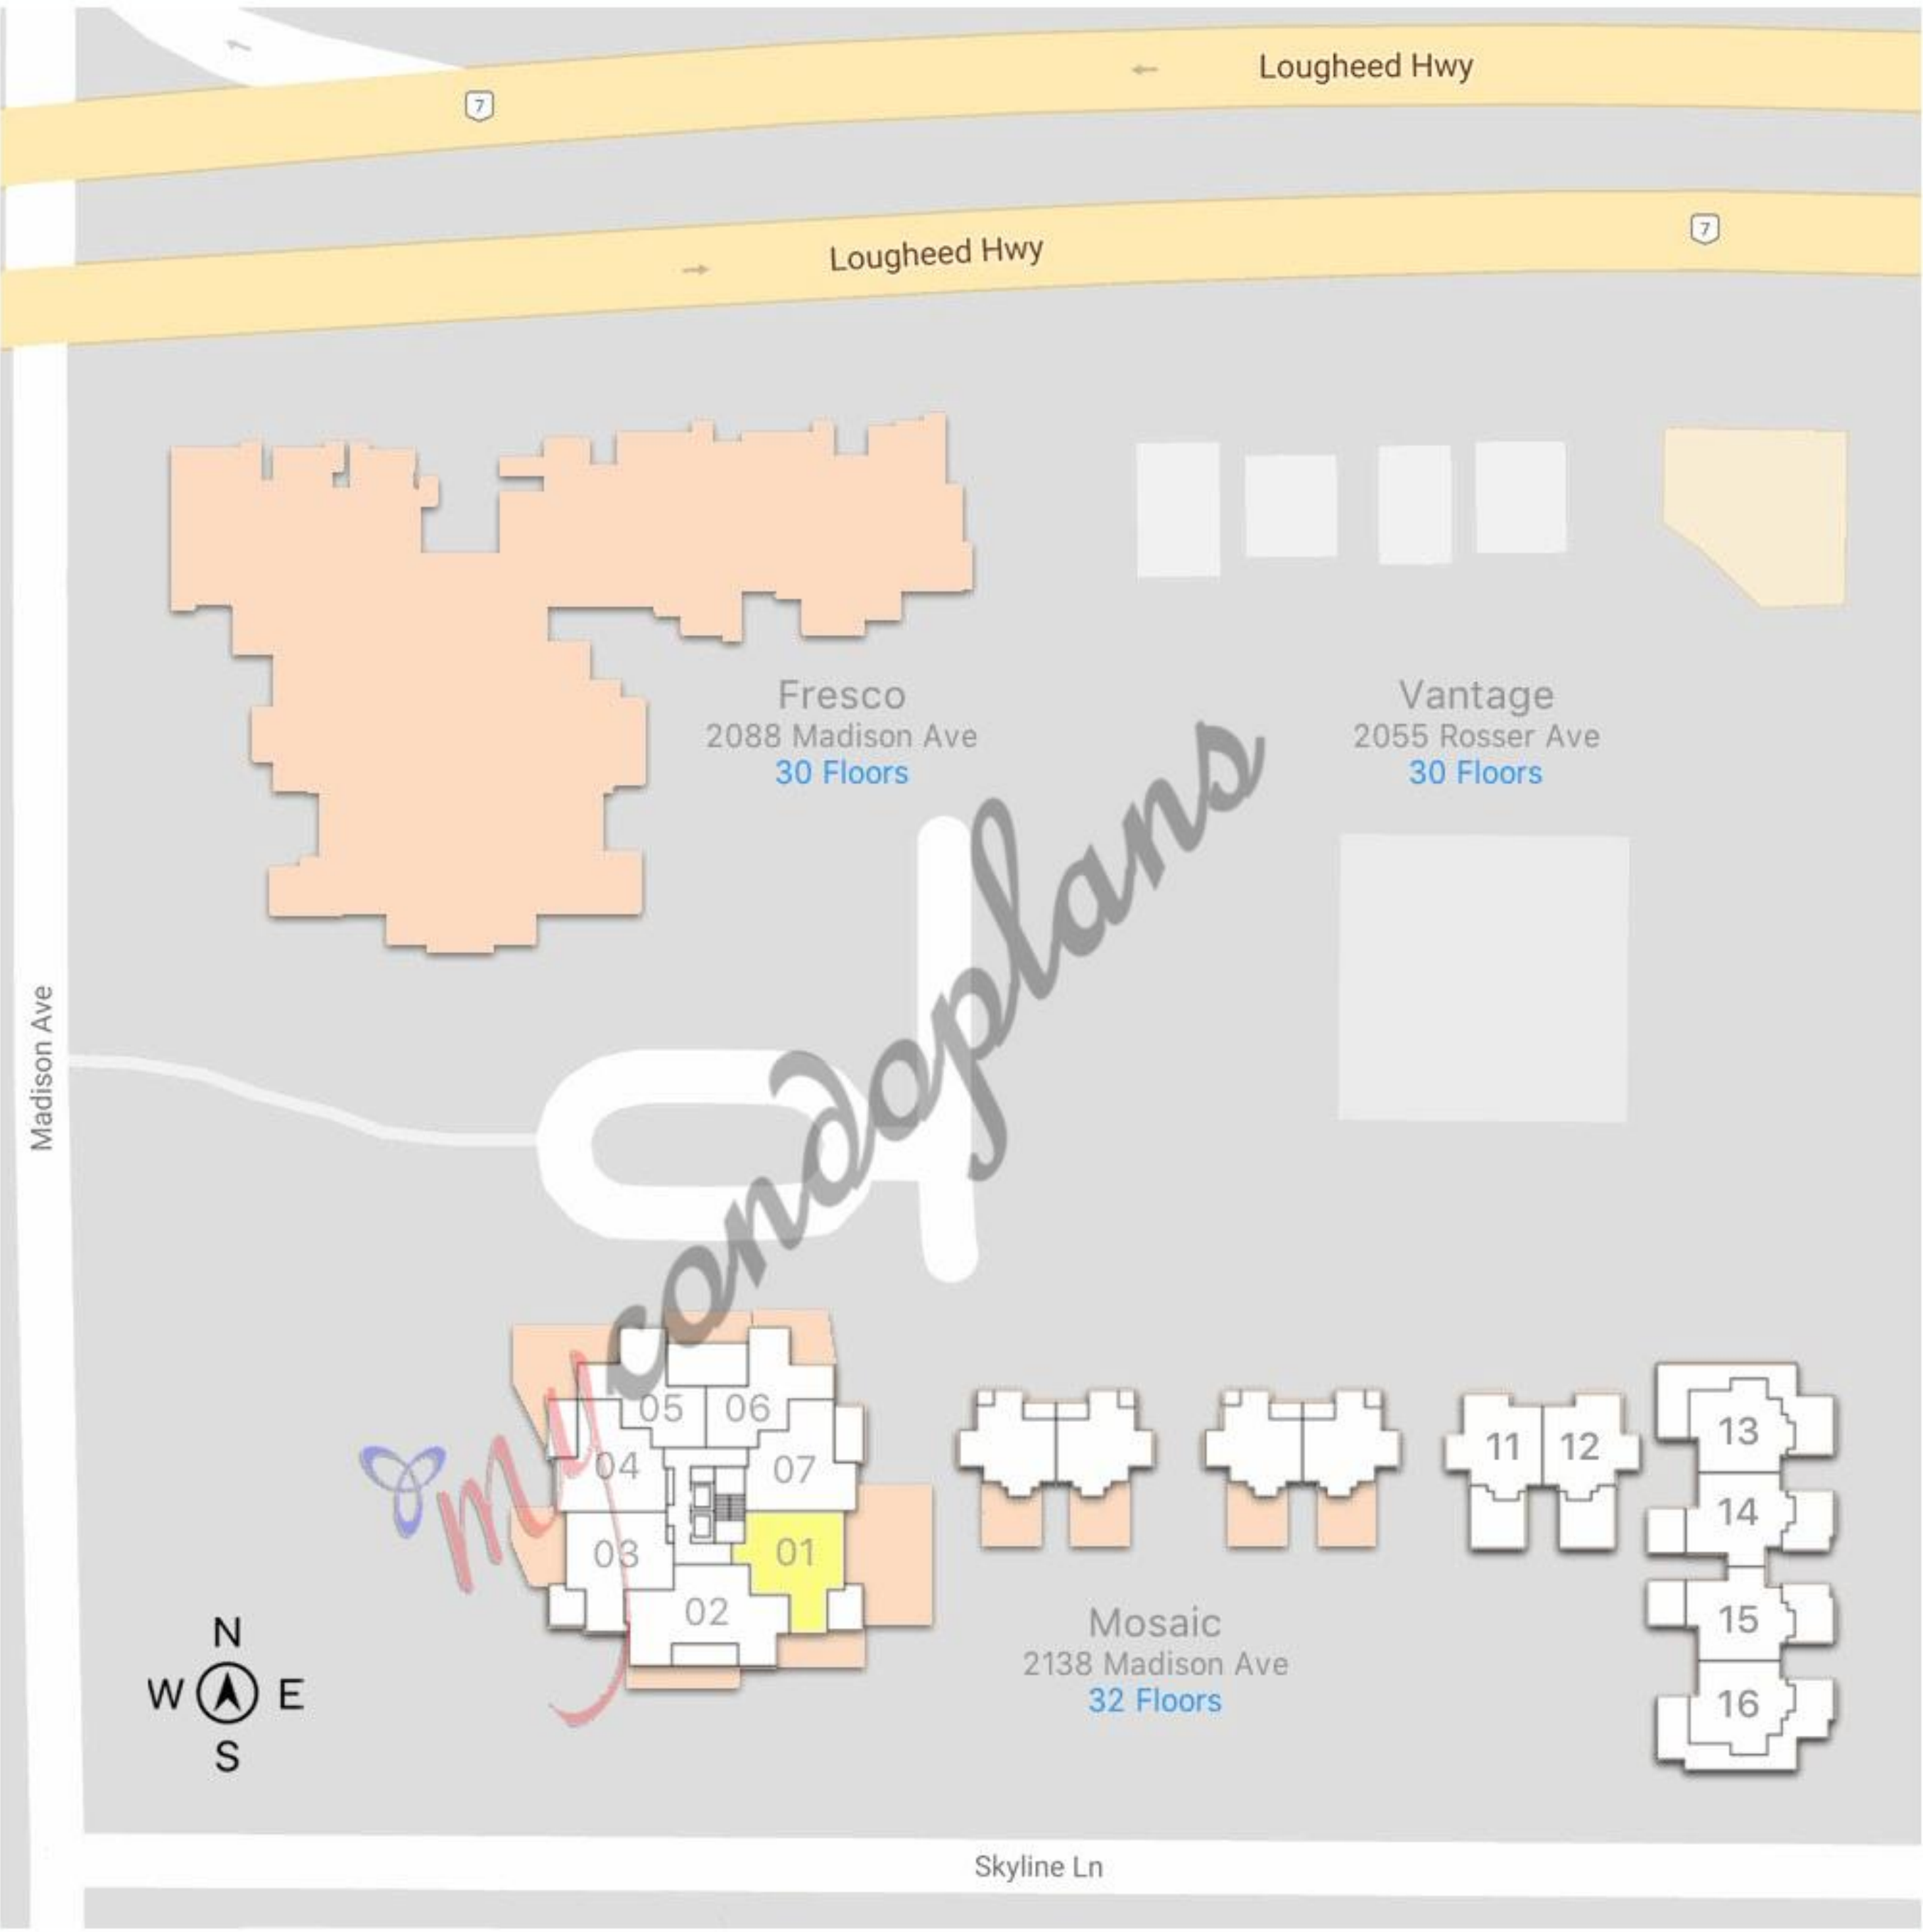 Lougheed Hwy
7
7
Lougheed Hwy
Fresco
2088 Madison Ave
30 Floors
Vantage
2055 Rosser Ave
30 Floors
Madison Ave
mycondoplans
05
06
04
07
03
01
02
11
12
13
14
15
16
Mosaic
2138 Madison Ave
32 Floors
N
W E
S
Skyline Ln